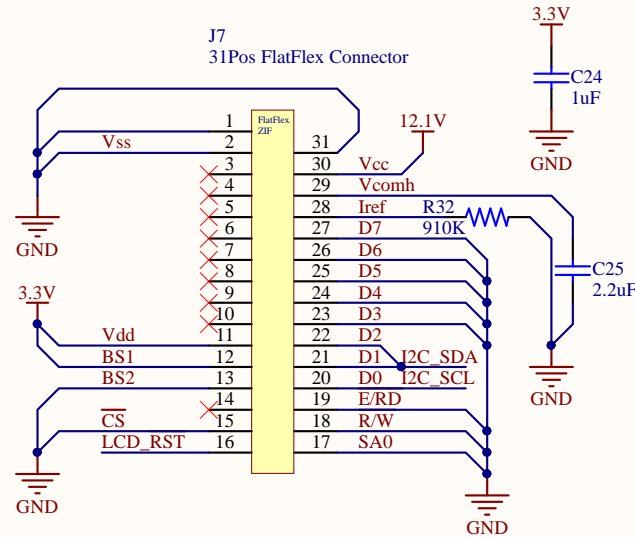 J7
31Pos FlatFlex Connector
3.3V
C24
1uF
GND
FlatFlex
ZIF
12.1V
1
Vss 2
3
4
5
6
7
8
9
10
Vdd 11
BS1 12
BS2 13
14
CS 15
LCD_RST 16
31
30 Vcc
29 Vcomh
28 Iref R32
27 D7 910K
26 D6
25 D5
24 D4
23 D3
22 D2
21 D1 I2C_SDA
20 D0 I2C_SCL
19 E/RD
18 R/W
17 SA0
GND
3.3V
GND
C25
2.2uF
GND
GND